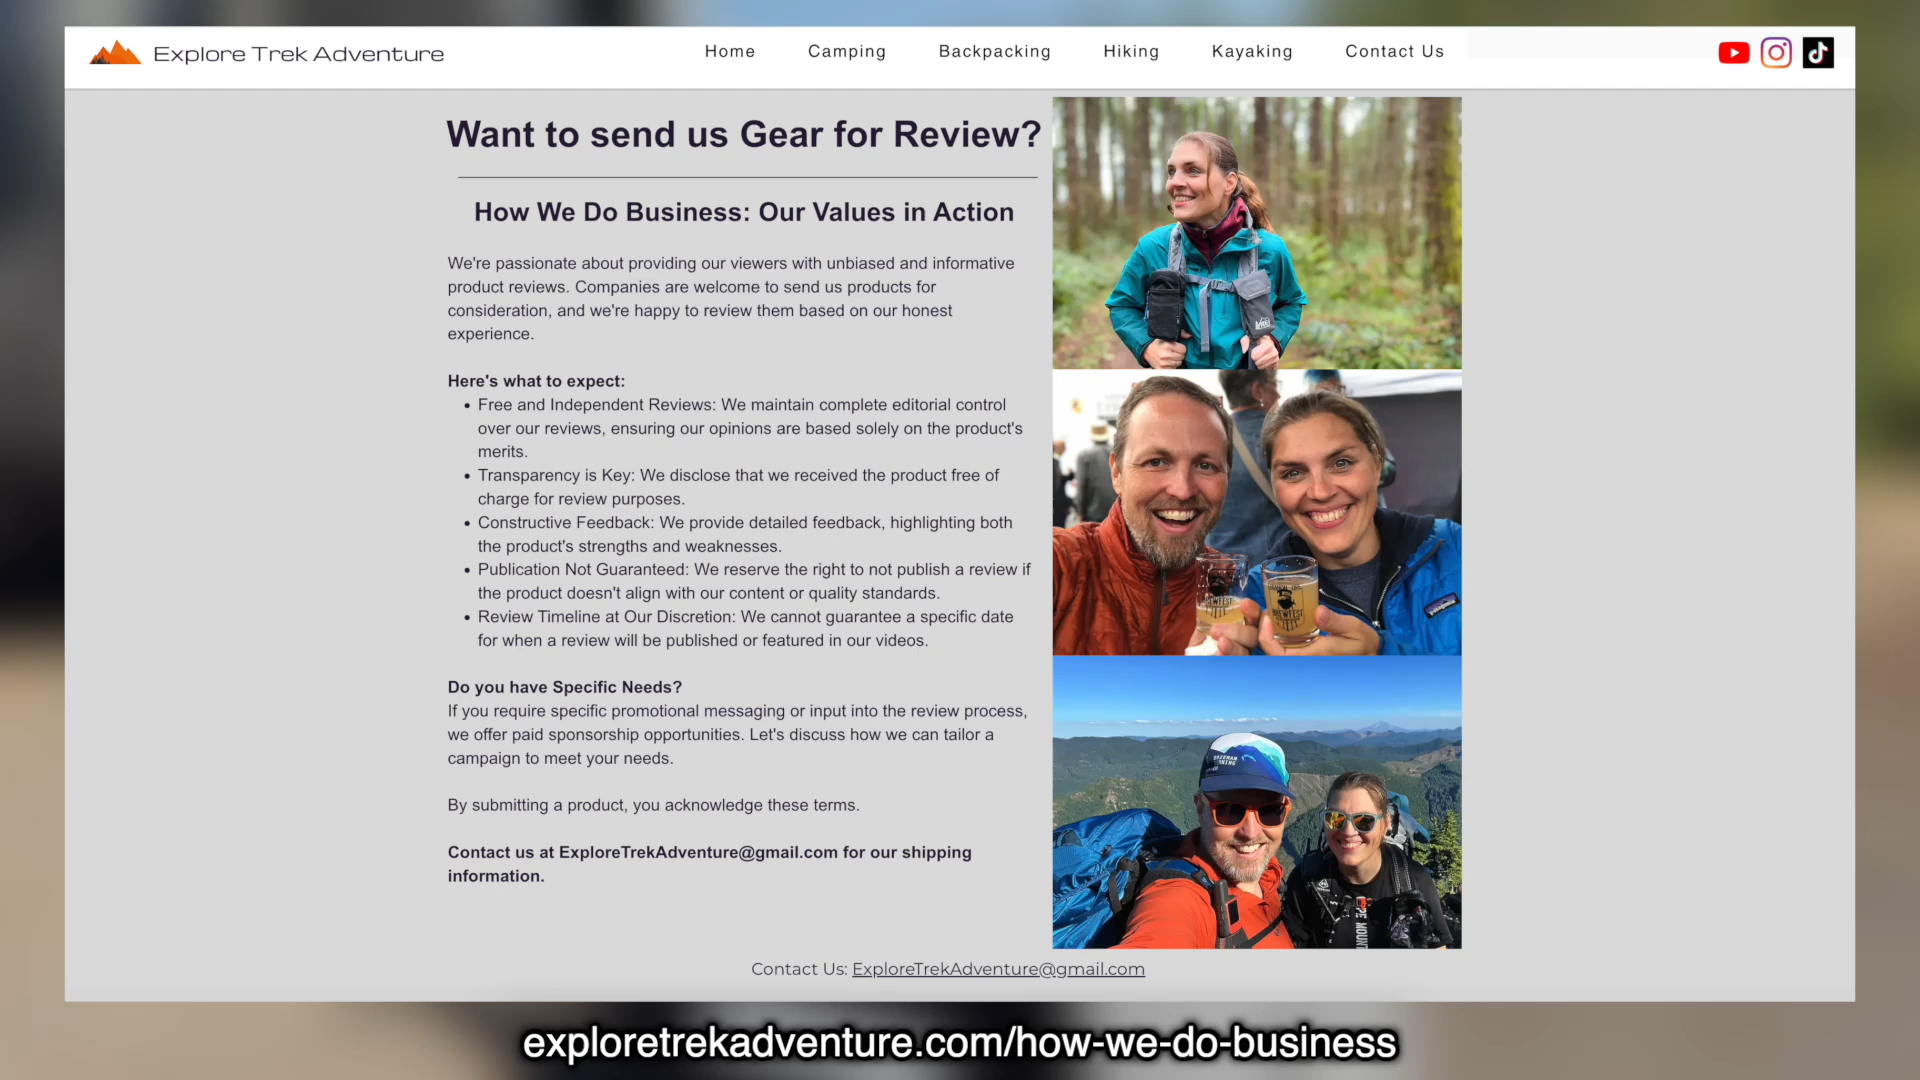 Explore Trek Adventure
Home
Camping
Backpacking
Hiking
Kayaking
Contact Us
Want to send us Gear for Review?
How We Do Business: Our Values in Action
We're passionate about providing our viewers with unbiased and informative
product reviews. Companies are welcome to send us products for
consideration, and we're happy to review them based on our honest
experience.
Here's what to expect:
• Free and Independent Reviews: We maintain complete editorial control
over our reviews, ensuring our opinions are based solely on the product's
merits.
• Transparency is Key: We disclose that we received the product free of
charge for review purposes.
• Constructive Feedback: We provide detailed feedback, highlighting both
the product's strengths and weaknesses.
• Publication Not Guaranteed: We reserve the right to not publish a review if
the product doesn't align with our content or quality standards.
• Review Timeline at Our Discretion: We cannot guarantee a specific date
for when a review will be published or featured in our videos.
Do you have Specific Needs?
If you require specific promotional messaging or input into the review process,
we offer paid sponsorship opportunities. Let's discuss how we can tailor a
campaign to meet your needs.
By submitting a product, you acknowledge these terms.
Contact us at ExploreTrekAdventure@gmail.com for our shipping
information.
REI
patagonia
Contact Us: ExploreTrekAdventure@gmail.com
exploretrekadventure.com/how-we-do-business